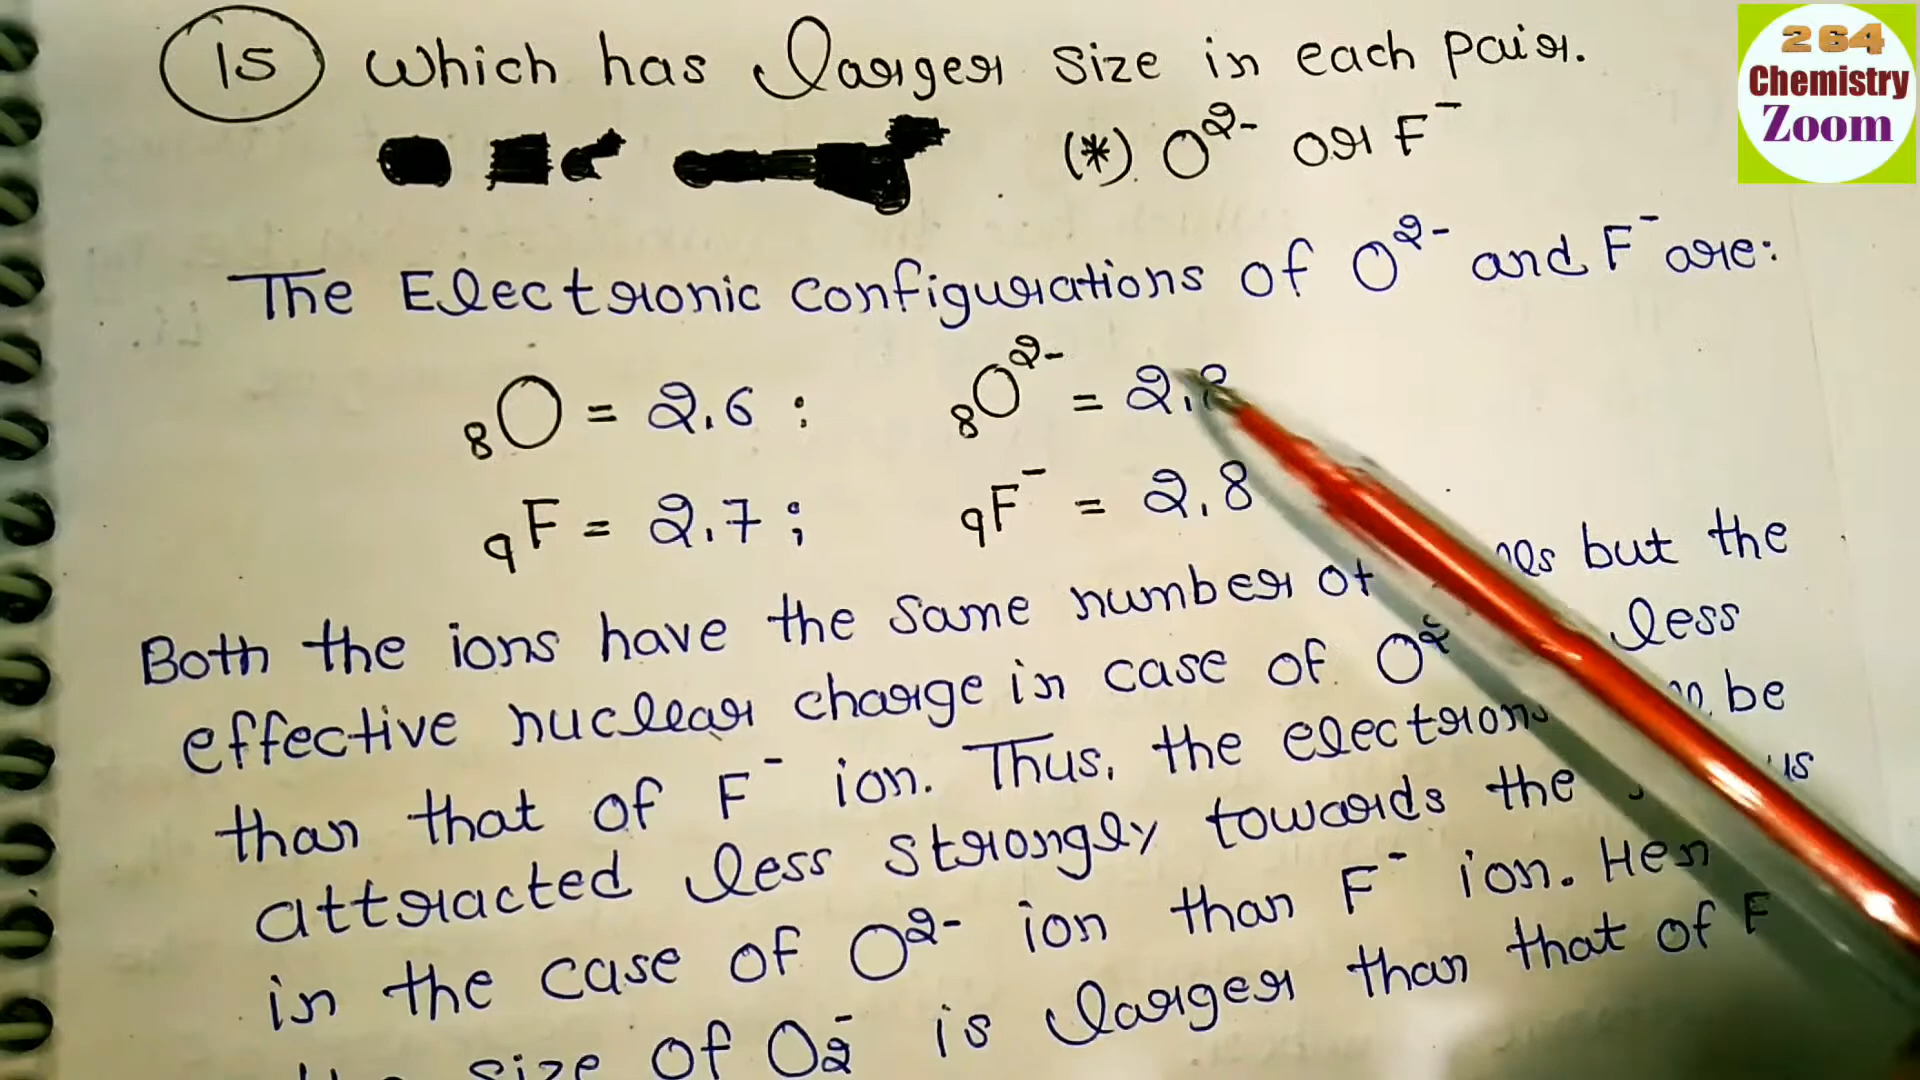 15 Which has larger size in each pair.
(*) O²⁻ or F⁻
The Electronic configurations of O²⁻ and F⁻ are:
₈O = 2.6 : ₈O²⁻ = 2.8
₉F = 2.7 ; ₉F⁻ = 2.8
Both the ions have the same number of but the
effective nuclear charge in case of O² less
than that of F⁻ ion. Thus, the electrons be
attracted less strongly towards the
in the case of O²⁻ ion than F⁻ ion. Hen
size of O₂⁻ is larger than that of F
264
Chemistry
Zoom